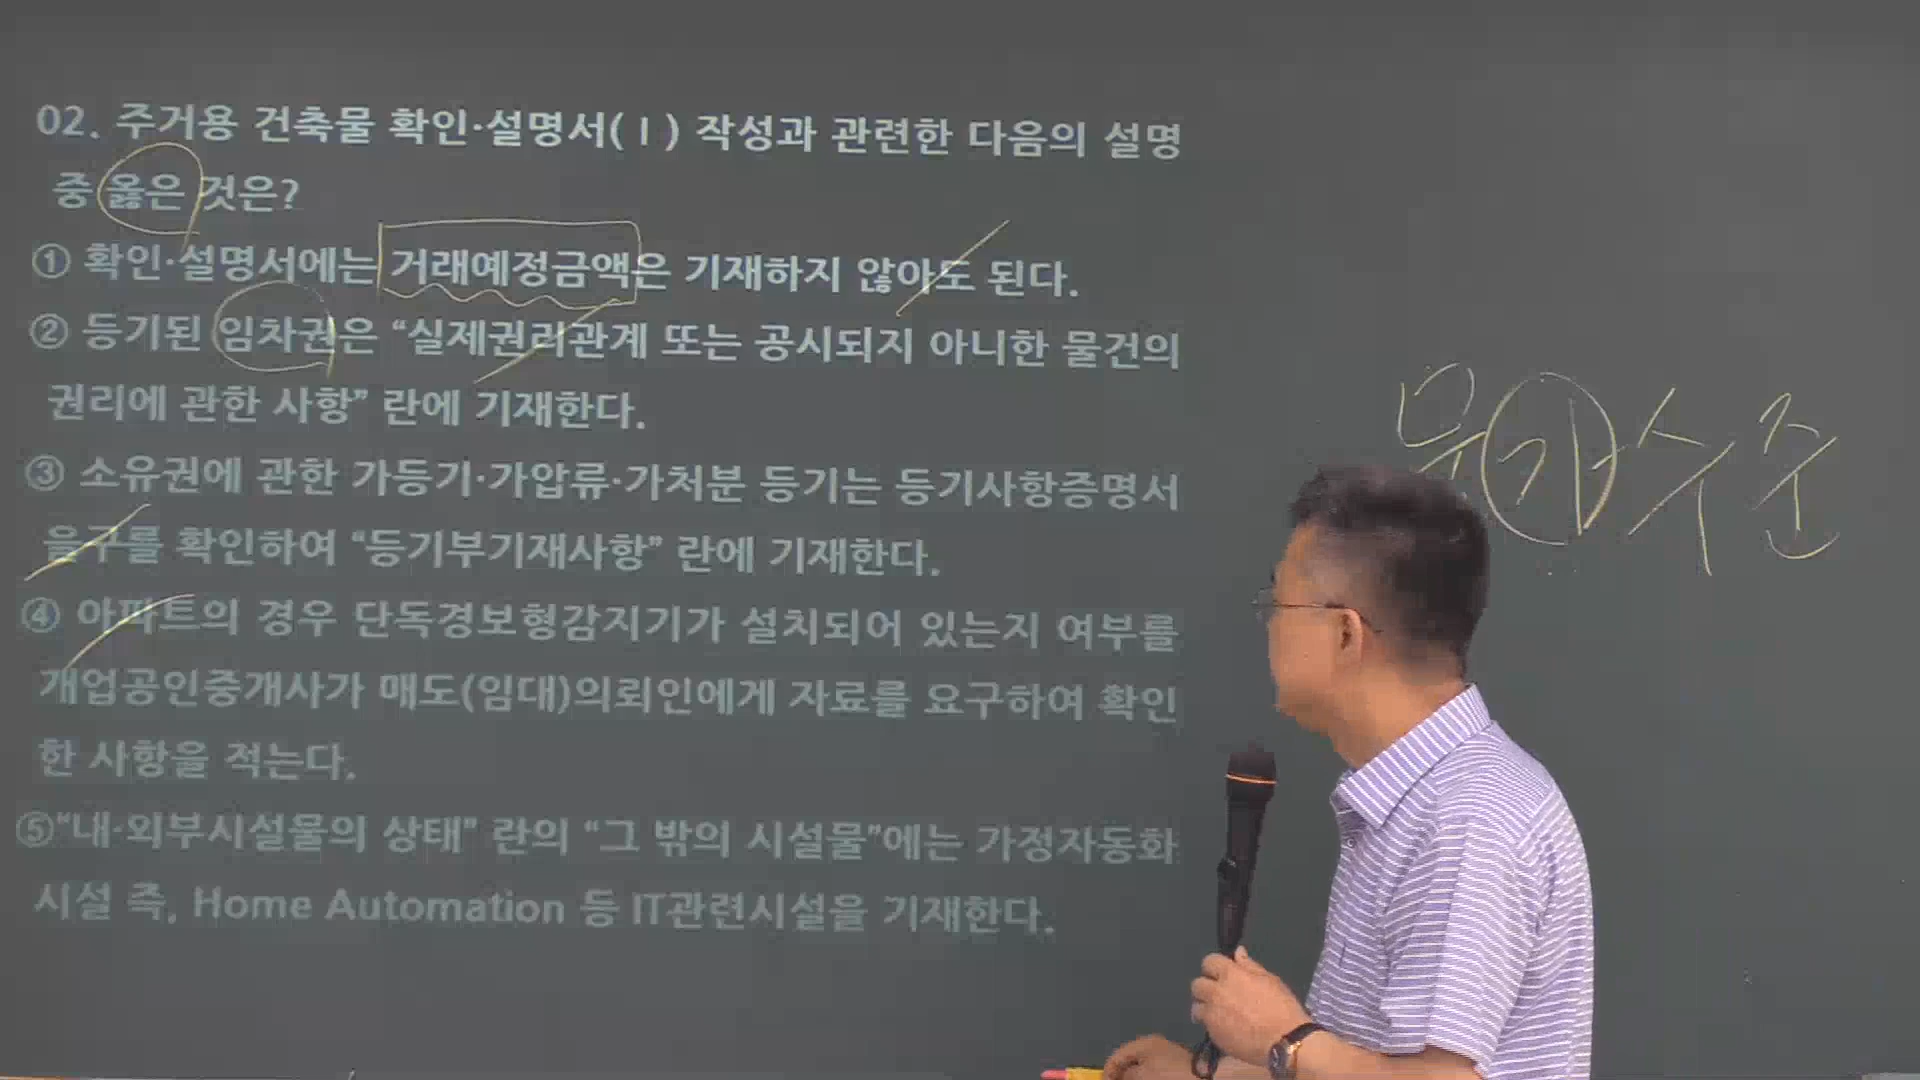 02. 주거용 건축물 확인·설명서(Ⅰ) 작성과 관련한 다음의 설명
중 옳은 것은?
① 확인·설명서에는 거래예정금액은 기재하지 않아도 된다.
② 등기된 임차권은 “실제권리관계 또는 공시되지 아니한 물건의
권리에 관한 사항” 란에 기재한다.
③ 소유권에 관한 가등기·가압류·가처분 등기는 등기사항증명서
을구를 확인하여 “등기부기재사항” 란에 기재한다.
④ 아파트의 경우 단독경보형감지기가 설치되어 있는지 여부를
개업공인중개사가 매도(임대)의뢰인에게 자료를 요구하여 확인
한 사항을 적는다.
⑤“내·외부시설물의 상태” 란의 “그 밖의 시설물”에는 가정자동화
시설 즉, Home Automation 등 IT관련시설을 기재한다.